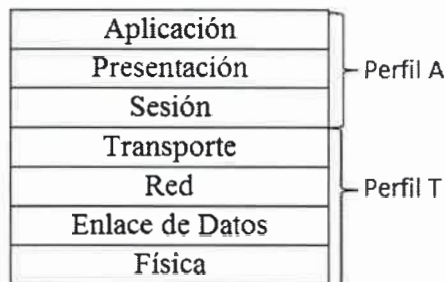 Aplicación
Presentación
Perfil A
Sesión
Transporte
Red
Perfil T
Enlace de Datos
Física